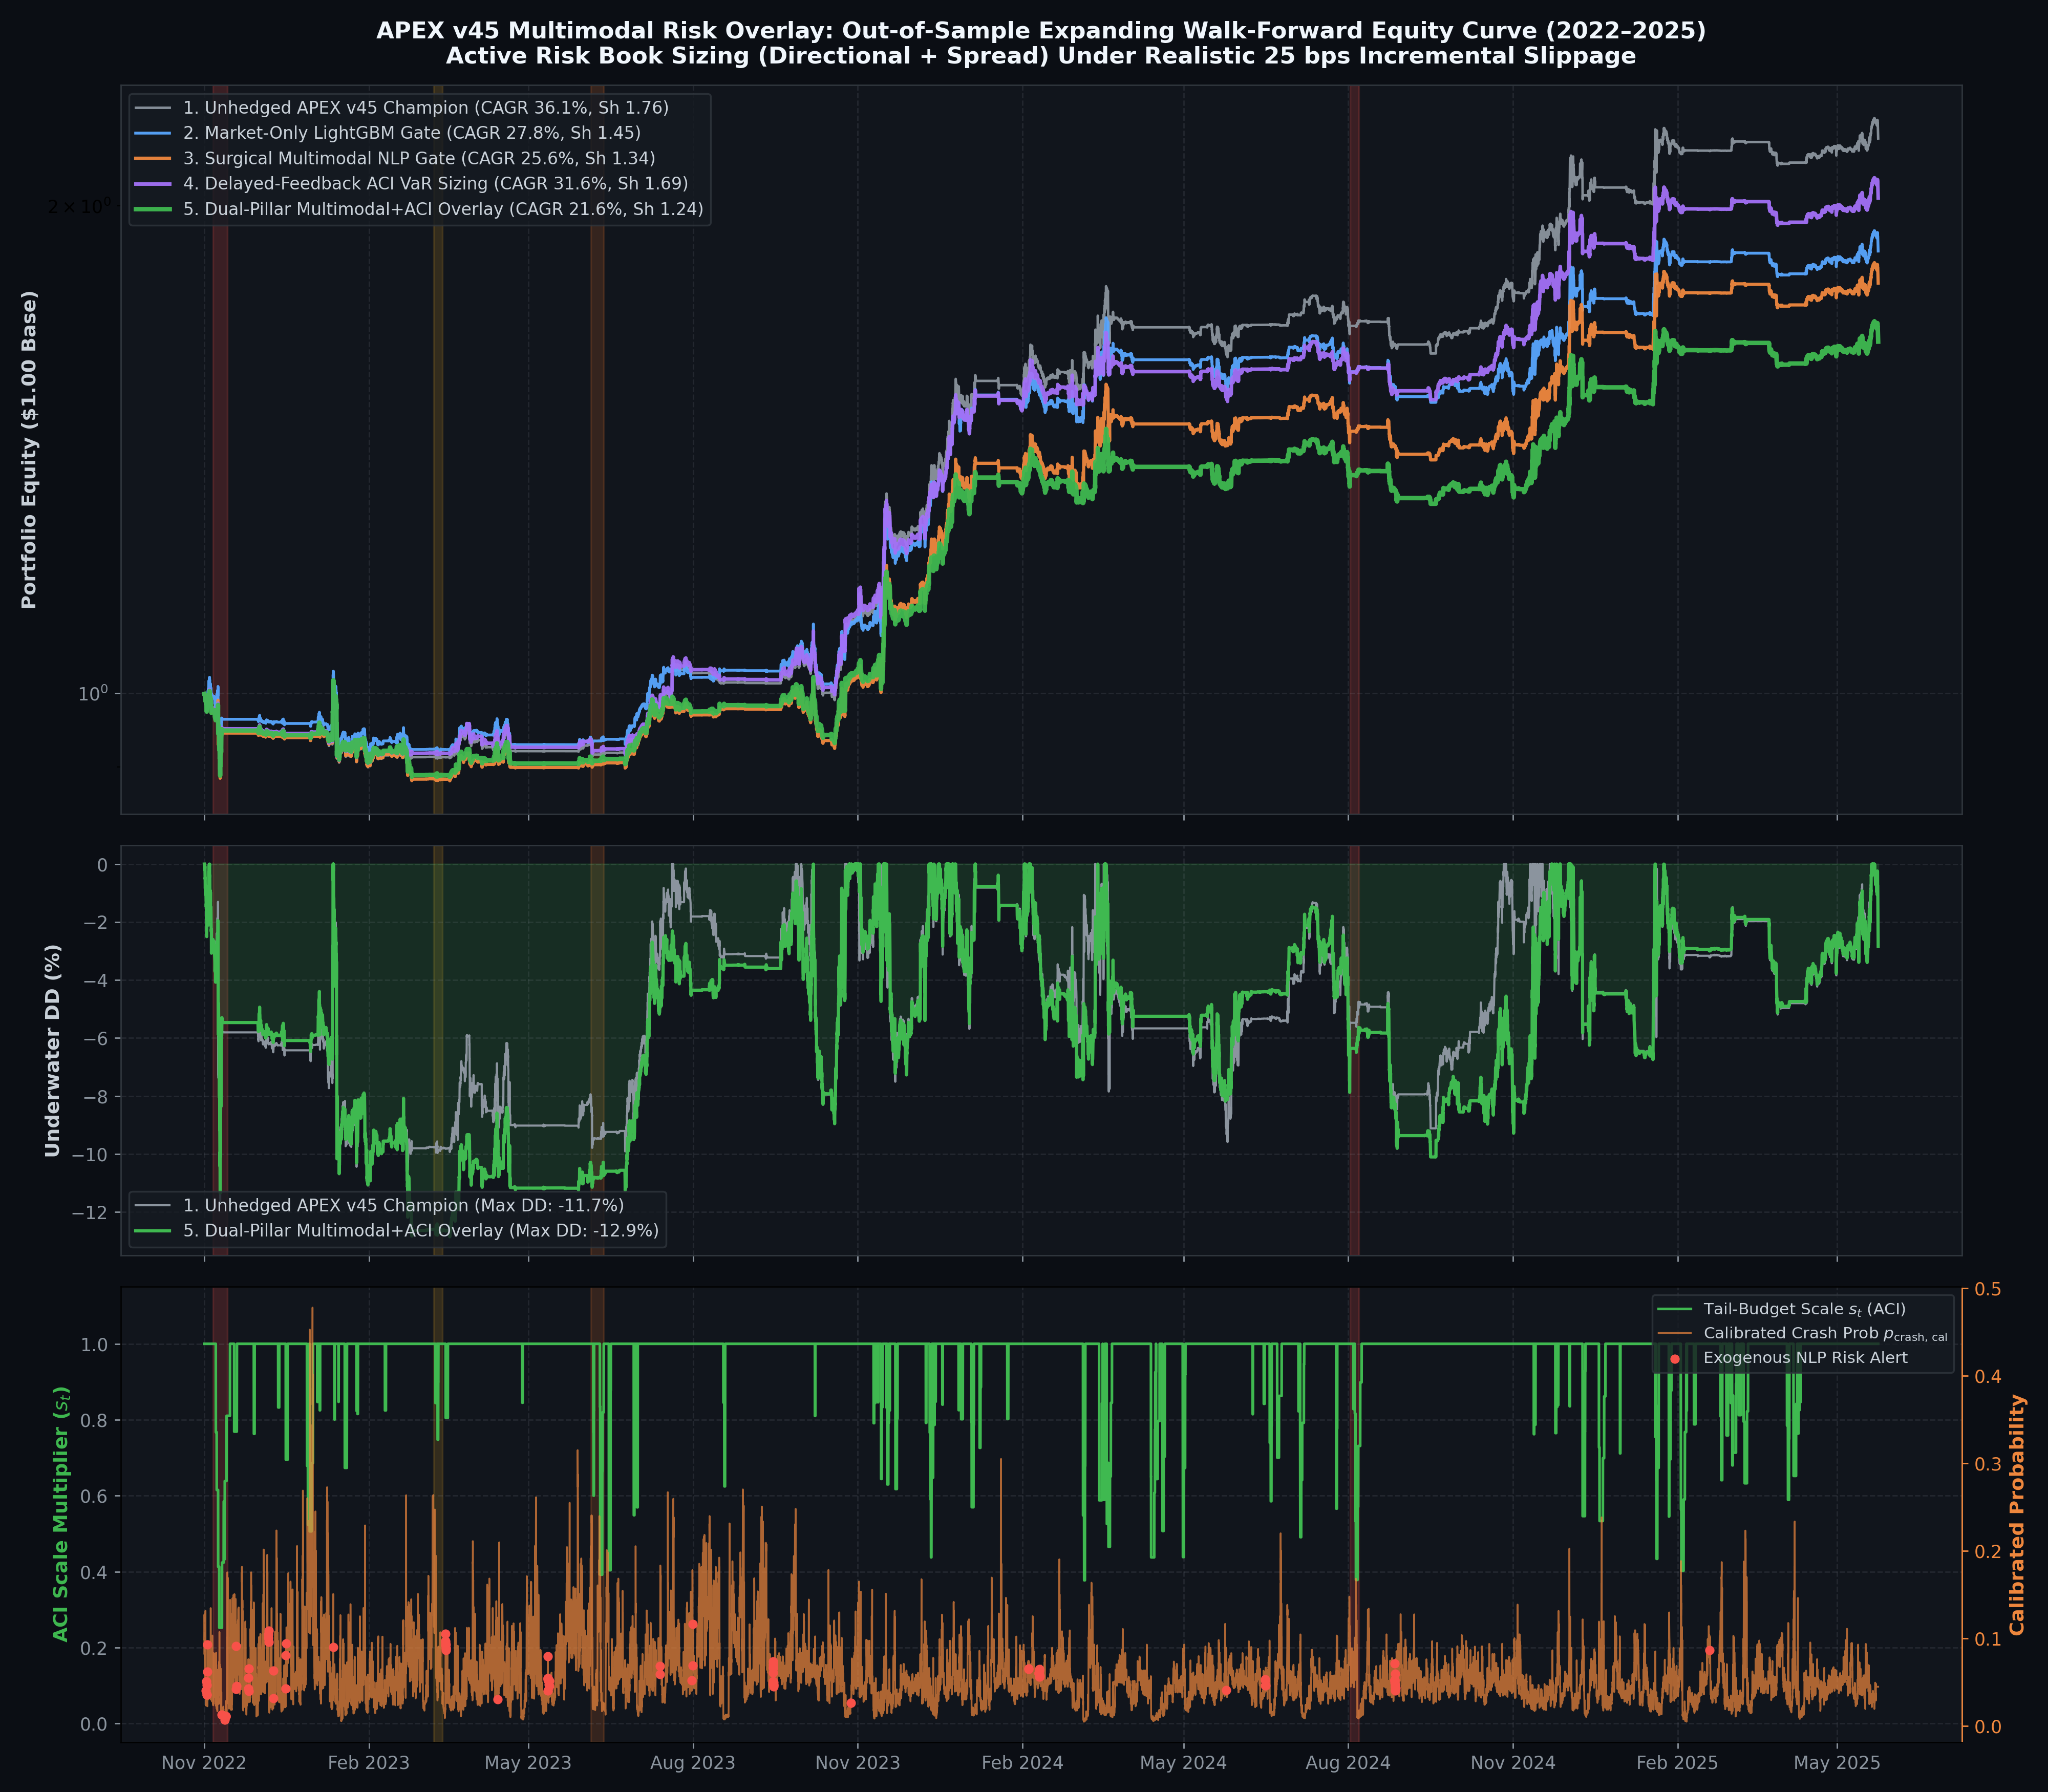 APEX v45 Multimodal Risk Overlay: Out-of-Sample Expanding Walk-Forward Equity Curve (2022–2025)
Active Risk Book Sizing (Directional + Spread) Under Realistic 25 bps Incremental Slippage
1. Unhedged APEX v45 Champion (CAGR 36.1%, Sh 1.76)
2. Market-Only LightGBM Gate (CAGR 27.8%, Sh 1.45)
3. Surgical Multimodal NLP Gate (CAGR 25.6%, Sh 1.34)
4. Delayed-Feedback ACI VaR Sizing (CAGR 31.6%, Sh 1.69)
5. Dual-Pillar Multimodal+ACI Overlay (CAGR 21.6%, Sh 1.24)
2 × 10⁰
10⁰
Portfolio Equity ($1.00 Base)
0
−2
−4
−6
−8
−10
−12
Underwater DD (%)
1. Unhedged APEX v45 Champion (Max DD: -11.7%)
5. Dual-Pillar Multimodal+ACI Overlay (Max DD: -12.9%)
Tail-Budget Scale sₜ (ACI)
Calibrated Crash Prob p_crash, cal
Exogenous NLP Risk Alert
1.0
0.8
0.6
0.4
0.2
0.0
ACI Scale Multiplier (sₜ)
0.5
0.4
0.3
0.2
0.1
0.0
Calibrated Probability
Nov 2022
Feb 2023
May 2023
Aug 2023
Nov 2023
Feb 2024
May 2024
Aug 2024
Nov 2024
Feb 2025
May 2025